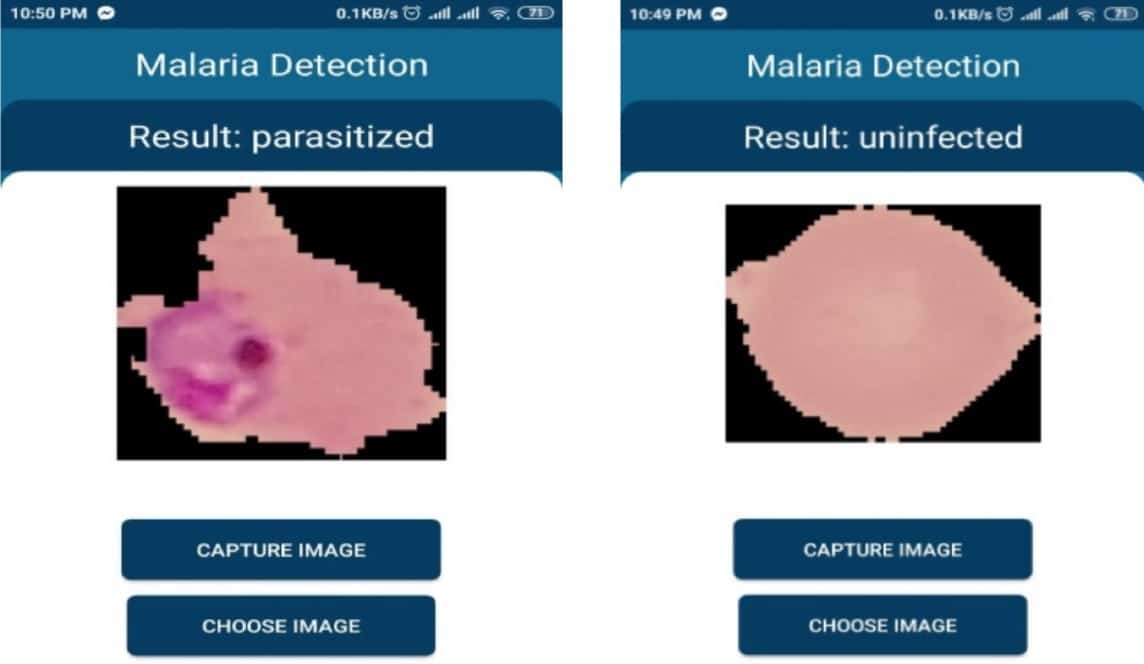 10:50 PM 0.1KB/s 71
Malaria Detection
Result: parasitized
CAPTURE IMAGE
CHOOSE IMAGE
10:49 PM 0.1KB/s 71
Malaria Detection
Result: uninfected
CAPTURE IMAGE
CHOOSE IMAGE